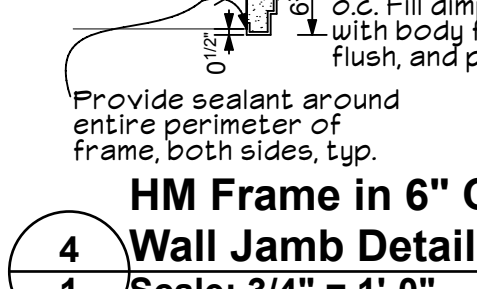 o.c. Fill
with body
flush, and
6"
0 1/2"
Provide sealant around
entire perimeter of
frame, both sides, typ.
HM Frame in 6"
4
Wall Jamb Detail
1
Scale: 3/4" = 1'-0"